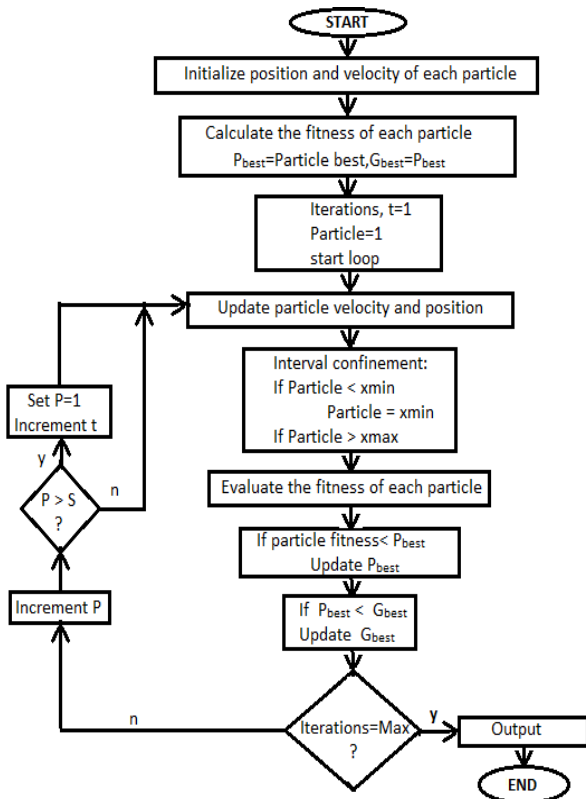 START
Initialize position and velocity of each particle
Calculate the fitness of each particle
Pbest=Particle best,Gbest=Pbest
Iterations, t=1
Particle=1
start loop
Update particle velocity and position
Interval confinement:
If Particle < xmin
Particle = xmin
If Particle > xmax
Set P=1
Increment t
y
n
P > S
?
Evaluate the fitness of each particle
If particle fitness< Pbest
Update Pbest
Increment P
If Pbest < Gbest
Update Gbest
n
Iterations=Max
?
y
Output
END